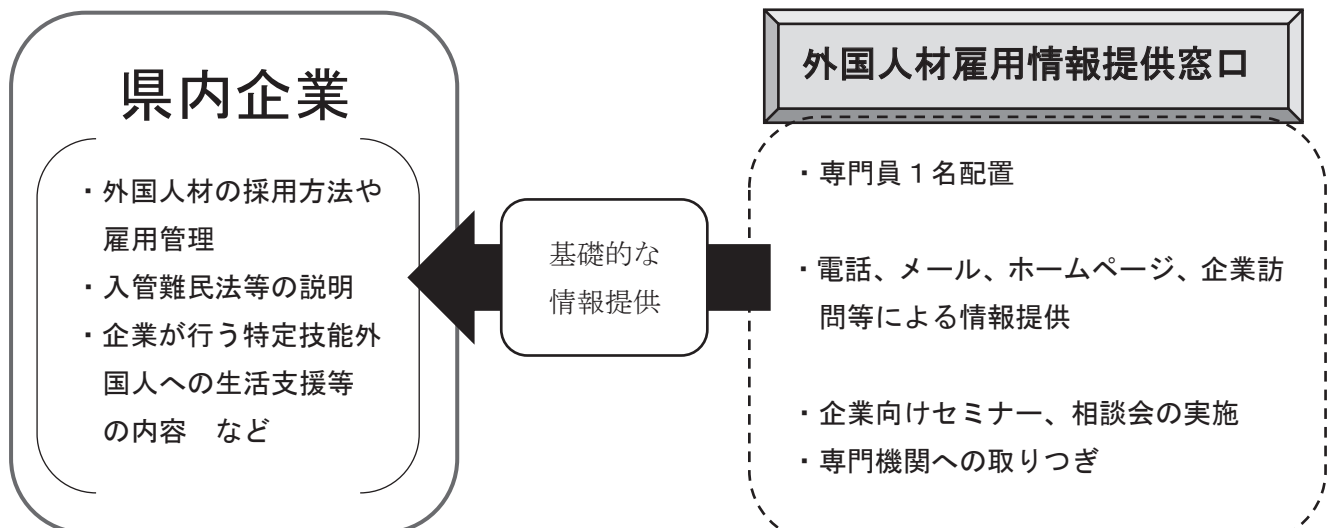 県内企業
・外国人材の採用方法や
雇用管理
・入管難民法等の説明
・企業が行う特定技能外
国人への生活支援等
の内容　など
基礎的な
情報提供
外国人材雇用情報提供窓口
・専門員１名配置
・電話、メール、ホームページ、企業訪
問等による情報提供
・企業向けセミナー、相談会の実施
・専門機関への取りつぎ